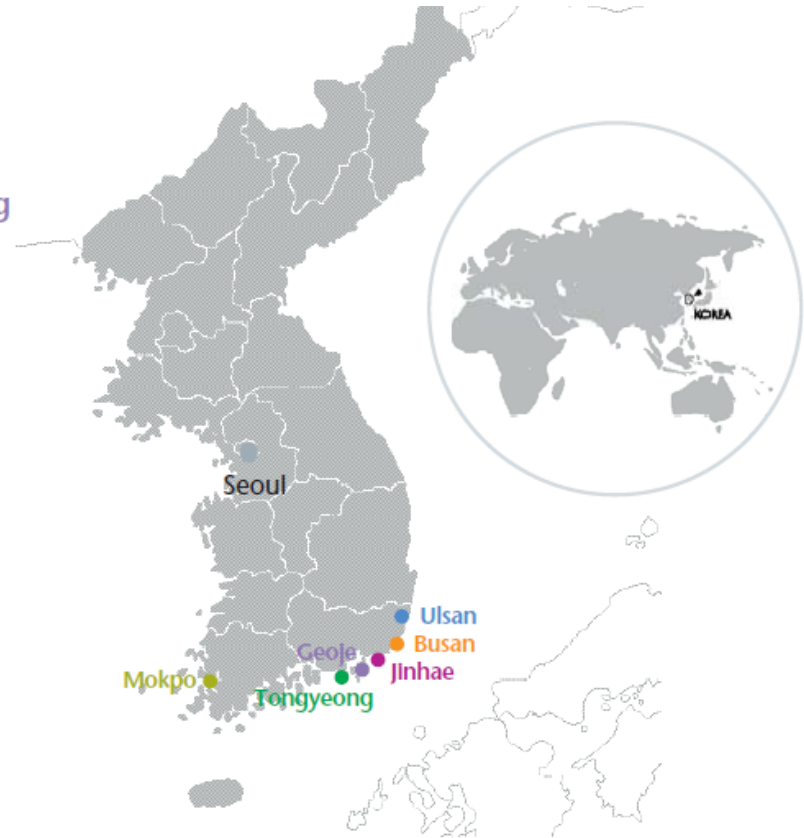 g
KOREA
Seoul
Ulsan
Busan
Geoje
Jinhae
Mokpo
Tongyeong